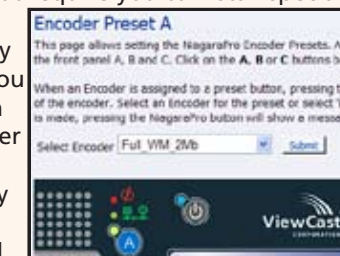 Encoder Preset A
This page allows setting the NiagaraPro Encoder Presets. A
the front panel A, B and C. Click on the A, B or C buttons b
When an Encoder is assigned to a preset button, pressing t
of the encoder. Select an Encoder for the preset or select
is made, pressing the NiagaraPro button will show a messa
Select Encoder Full_WM_2Mb Submit
ViewCast
CORPORATION
A
y
ou
er
y